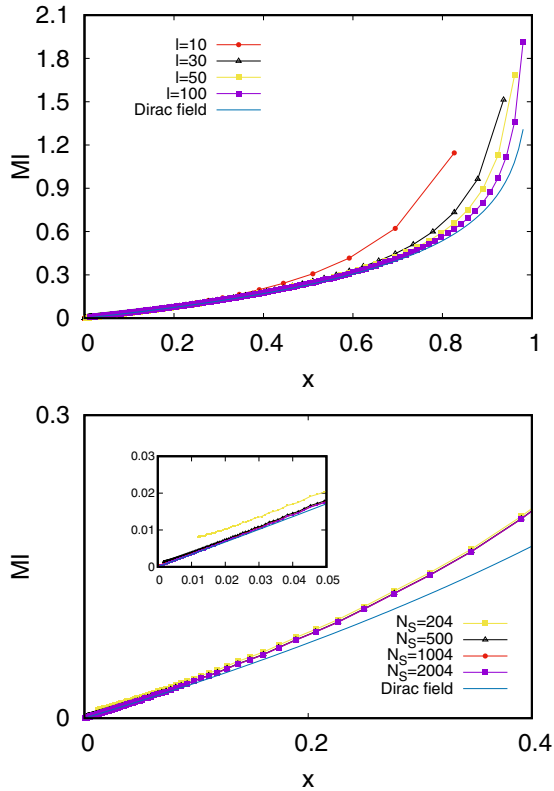 2.1
1.8
1.5
1.2
0.9
0.6
0.3
0
MI
l=10
l=30
l=50
l=100
Dirac field
0 0.2 0.4 0.6 0.8 1
x
0.3
0
MI
0.03
0.02
0.01
0
0 0.01 0.02 0.03 0.04 0.05
N_S=204
N_S=500
N_S=1004
N_S=2004
Dirac field
0 0.2 0.4
x